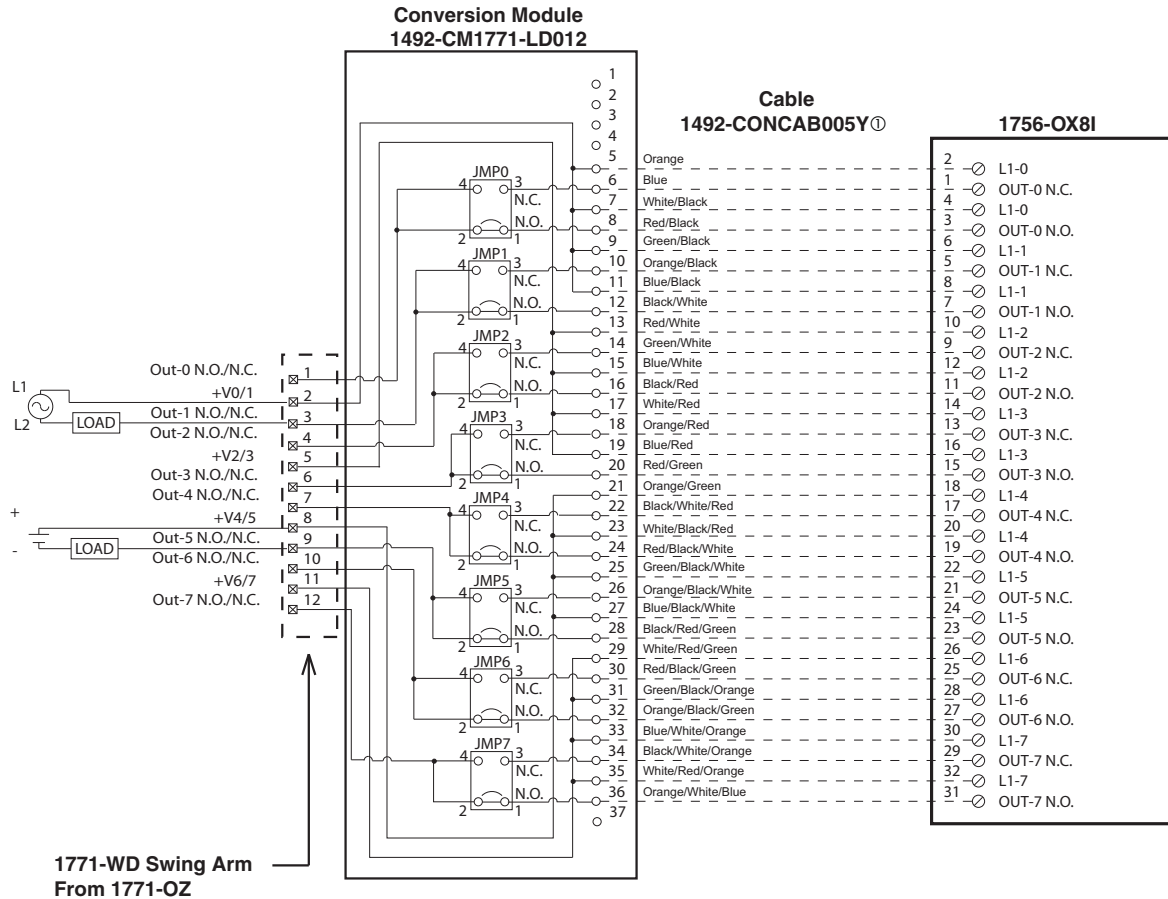 Conversion Module
1492-CM1771-LD012
Cable
1492-CONCAB005Y①
1756-OX8I
1
2
3
4
5 Orange 2 L1-0
6 Blue 1 OUT-0 N.C.
7 White/Black 4 L1-0
8 Red/Black 3 OUT-0 N.O.
9 Green/Black 6 L1-1
10 Orange/Black 5 OUT-1 N.C.
11 Blue/Black 8 L1-1
12 Black/White 7 OUT-1 N.O.
13 Red/White 10 L1-2
14 Green/White 9 OUT-2 N.C.
15 Blue/White 12 L1-2
16 Black/Red 11 OUT-2 N.O.
17 White/Red 14 L1-3
18 Orange/Red 13 OUT-3 N.C.
19 Blue/Red 16 L1-3
20 Red/Green 15 OUT-3 N.O.
21 Orange/Green 18 L1-4
22 Black/White/Red 17 OUT-4 N.C.
23 White/Black/Red 20 L1-4
24 Red/Black/White 19 OUT-4 N.O.
25 Green/Black/White 22 L1-5
26 Orange/Black/White 21 OUT-5 N.C.
27 Blue/Black/White 24 L1-5
28 Black/Red/Green 23 OUT-5 N.O.
29 White/Red/Green 26 L1-6
30 Red/Black/Green 25 OUT-6 N.C.
31 Green/Black/Orange 28 L1-6
32 Orange/Black/Green 27 OUT-6 N.O.
33 Blue/White/Orange 30 L1-7
34 Black/White/Orange 29 OUT-7 N.C.
35 White/Red/Orange 32 L1-7
36 Orange/White/Blue 31 OUT-7 N.O.
37
JMP0
4 3
N.C.
N.O.
2 1
JMP1
4 3
N.C.
N.O.
2 1
JMP2
4 3
N.C.
N.O.
2 1
JMP3
4 3
N.C.
N.O.
2 1
JMP4
4 3
N.C.
N.O.
2 1
JMP5
4 3
N.C.
N.O.
2 1
JMP6
4 3
N.C.
N.O.
2 1
JMP7
4 3
N.C.
N.O.
2 1
Out-0 N.O./N.C. 1
L1
+V0/1 2
Out-1 N.O./N.C. 3
L2 LOAD
Out-2 N.O./N.C. 4
+V2/3 5
Out-3 N.O./N.C. 6
Out-4 N.O./N.C. 7
+
+V4/5 8
Out-5 N.O./N.C. 9
- LOAD
Out-6 N.O./N.C. 10
+V6/7 11
Out-7 N.O./N.C. 12
1771-WD Swing Arm
From 1771-OZ